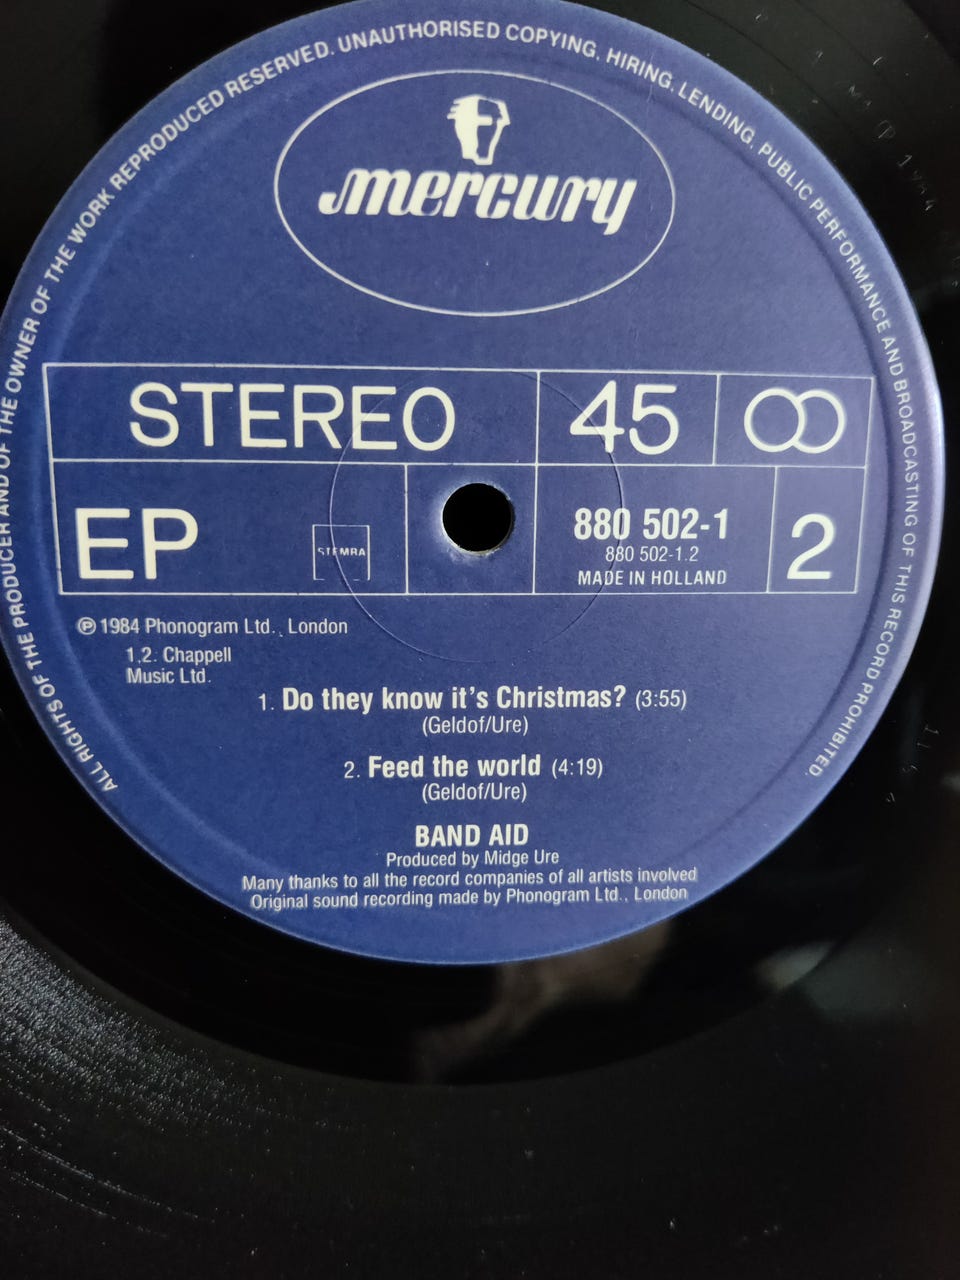 ALL RIGHTS OF THE PRODUCER AND OF THE OWNER OF THE WORK REPRODUCED RESERVED. UNAUTHORISED COPYING, HIRING, LENDING, PUBLIC PERFORMANCE AND BROADCASTING OF THIS RECORD PROHIBITED.
mercury
STEREO 45
EP STEMRA 880 502-1 2
880 502-1.2
MADE IN HOLLAND
℗ 1984 Phonogram Ltd., London
1,2. Chappell
Music Ltd.
1. Do they know it's Christmas? (3:55)
(Geldof/Ure)
2. Feed the world (4:19)
(Geldof/Ure)
BAND AID
Produced by Midge Ure
Many thanks to all the record companies of all artists involved
Original sound recording made by Phonogram Ltd., London